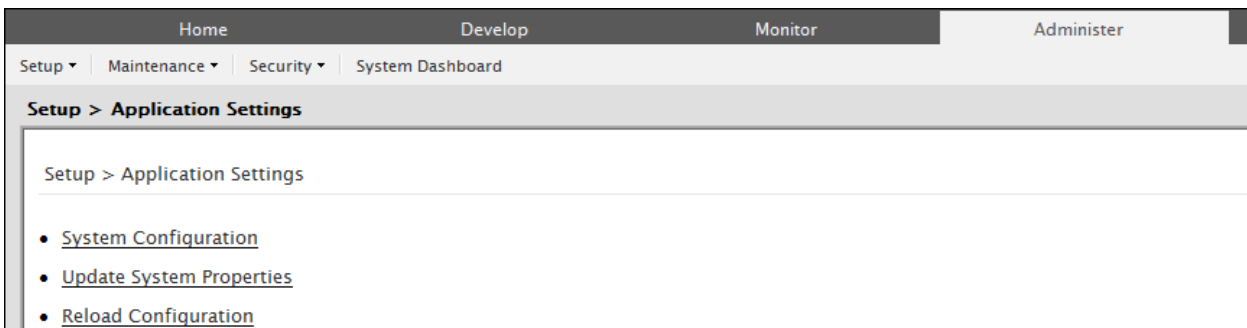 Home Develop Monitor Administer
Setup Maintenance Security System Dashboard
Setup > Application Settings
Setup > Application Settings
System Configuration
Update System Properties
Reload Configuration